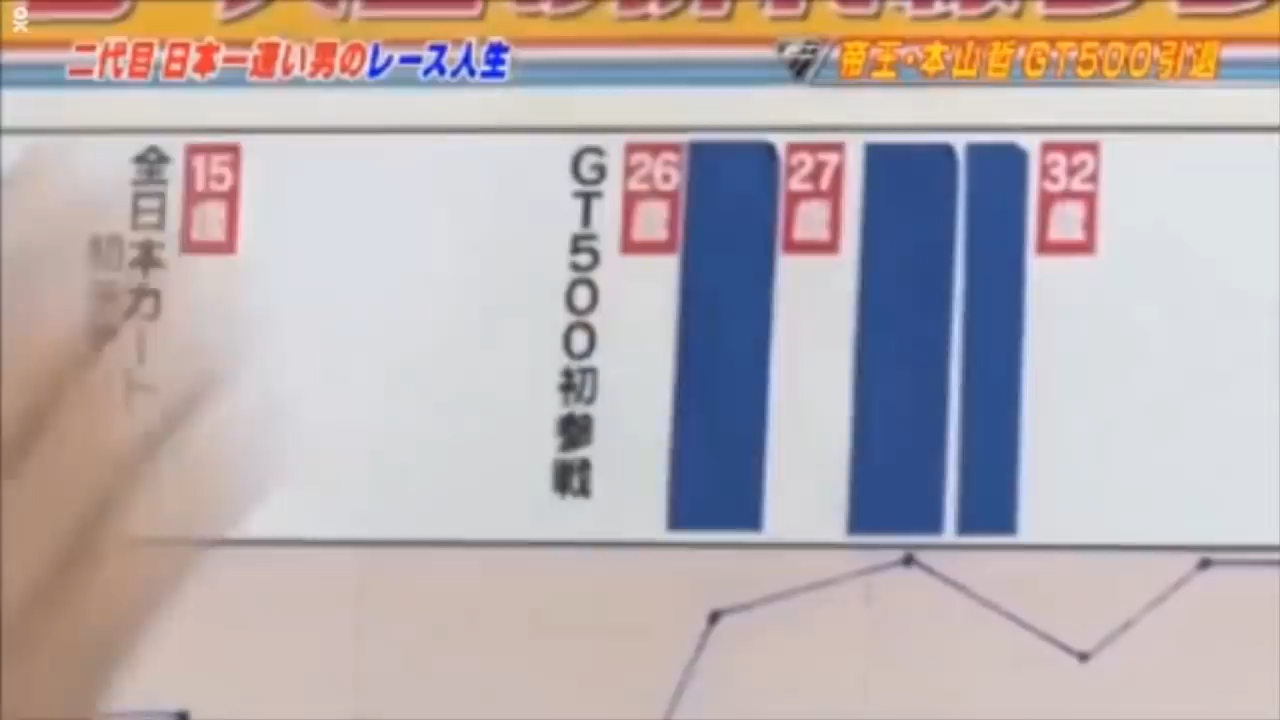 二代目 日本一速い男のレース人生
帝王・本山哲 GT500引退
全日本カート
15歳
GT500初参戦
26歳
27歳
32歳